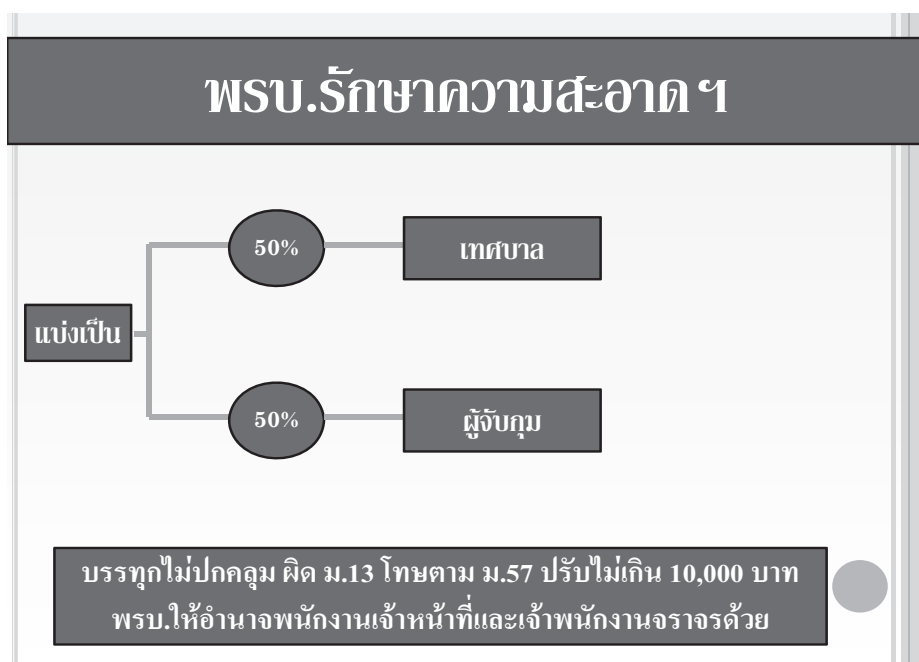 พรบ.รักษาความสะอาด ฯ
50%
เทศบาล
แบ่งเป็น
50%
ผู้จับกุม
บรรทุกไม่ปกคลุม ผิด ม.13 โทษตาม ม.57 ปรับไม่เกิน 10,000 บาท
พรบ.ให้อำนาจพนักงานเจ้าหน้าที่และเจ้าพนักงานจราจรด้วย